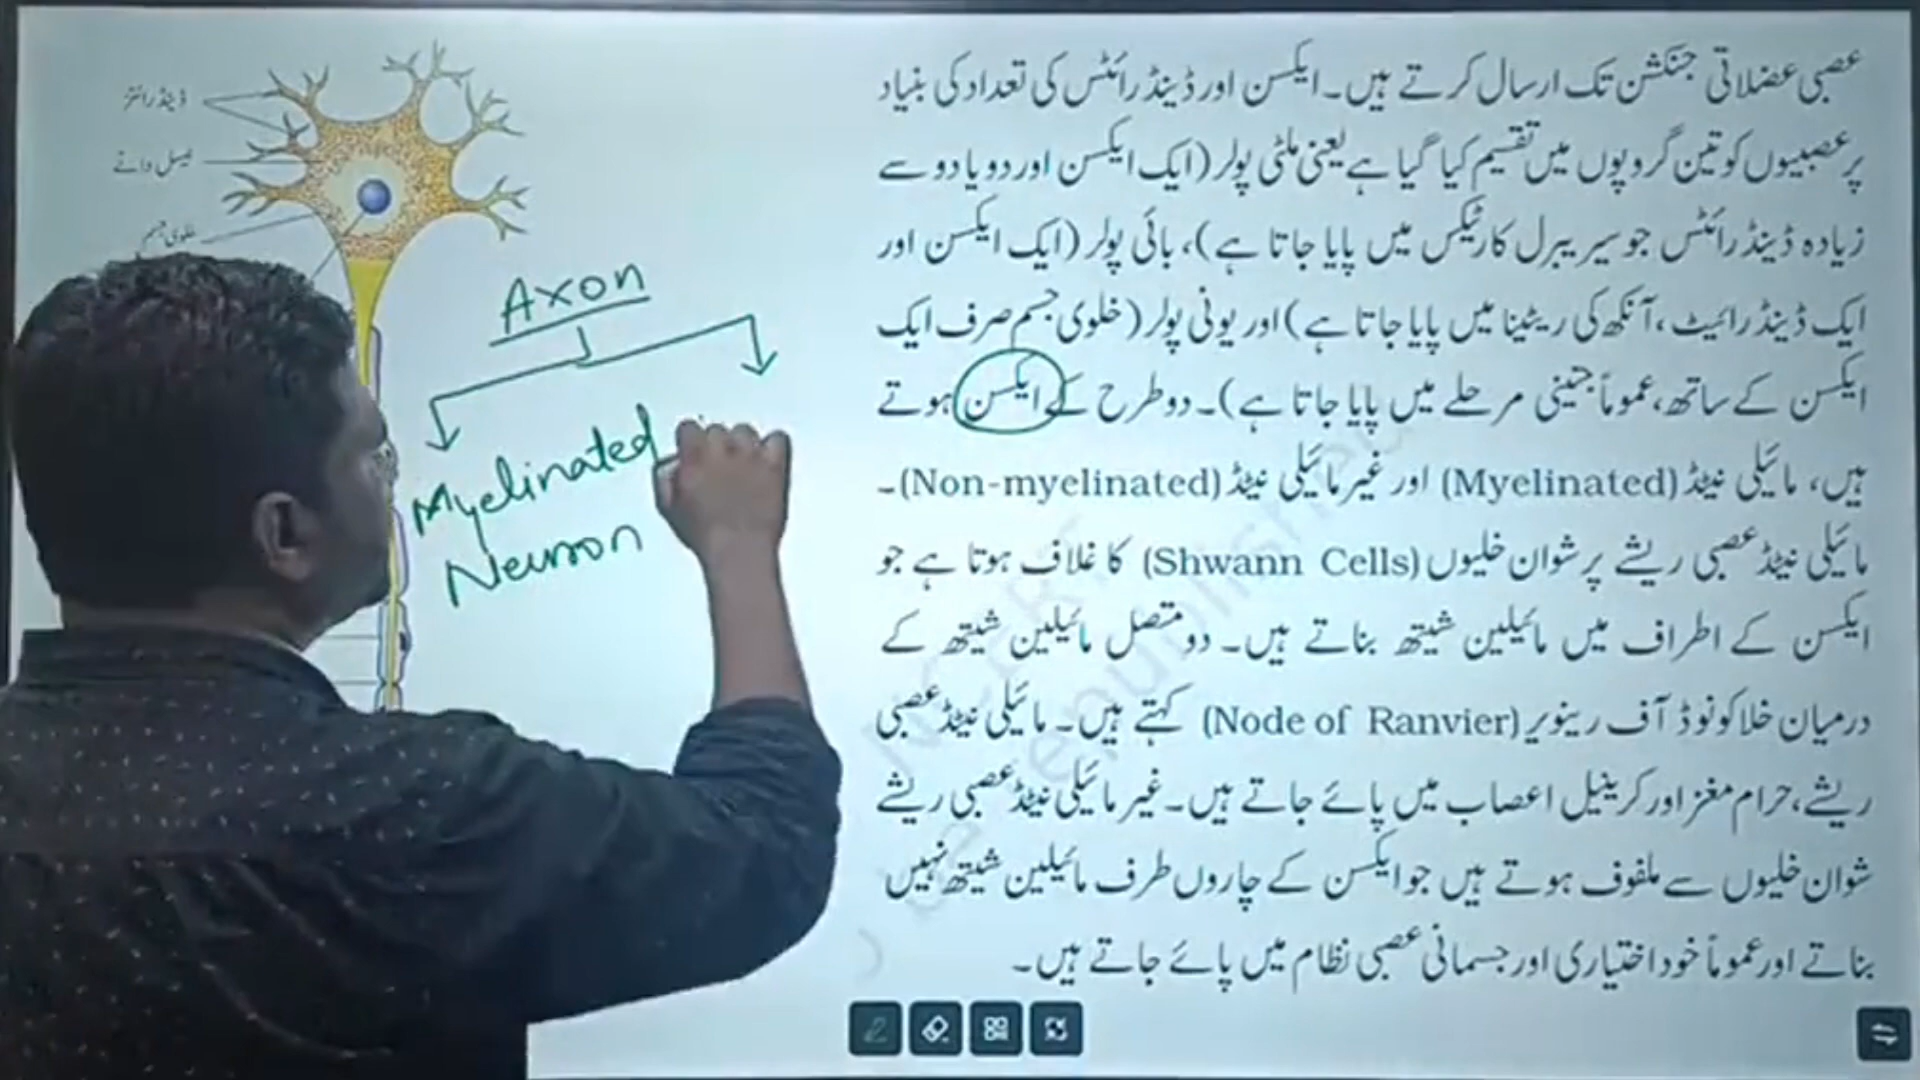 ڈینڈرائٹز
نیسل دانے
خلوی جسم
Axon
Myelinated
Neuron
عصبی عضلاتی جنکشن تک ارسال کرتے ہیں۔ ایکسن اور ڈینڈرائٹس کی تعداد کی بنیاد
پر عصبیوں کو تین گروپوں میں تقسیم کیا گیا ہے یعنی ملٹی پولر (ایک ایکسن اور دو یا دو سے
زیادہ ڈینڈرائٹس جو سیریبرل کارٹیکس میں پایا جاتا ہے)، بائی پولر (ایک ایکسن اور
ایک ڈینڈرائیٹ، آنکھ کی ریٹینا میں پایا جاتا ہے) اور یونی پولر (خلوی جسم صرف ایک
ایکسن کے ساتھ، عموماً جنینی مرحلے میں پایا جاتا ہے)۔ دو طرح کے ایکسن ہوتے
ہیں، مائیلی نیٹڈ (Myelinated) اور غیر مائیلی نیٹڈ (Non-myelinated)۔
مائیلی نیٹڈ عصبی ریشے پر شوان خلیوں (Shwann Cells) کا غلاف ہوتا ہے جو
ایکسن کے اطراف میں مائیلین شیتھ بناتے ہیں۔ دو متصل مائیلین شیتھ کے
درمیان خلا کو نوڈ آف رینویر (Node of Ranvier) کہتے ہیں۔ مائیلی نیٹڈ عصبی
ریشے، حرام مغز اور کرینیل اعصاب میں پائے جاتے ہیں۔ غیر مائیلی نیٹڈ عصبی ریشے
شوان خلیوں سے ملفوف ہوتے ہیں جو ایکسن کے چاروں طرف مائیلین شیتھ نہیں
بناتے اور عموماً خود اختیاری اور جسمانی عصبی نظام میں پائے جاتے ہیں۔